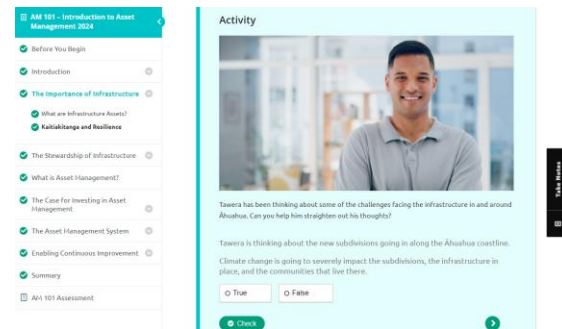 AM 101 – Introduction to Asset
Management 2024
Before You Begin
Introduction
The Importance of Infrastructure
What are Infrastructure Assets?
Kaitiakitanga and Resilience
The Stewardship of Infrastructure
What is Asset Management?
The Case for Investing in Asset
Management
The Asset Management System
Enabling Continuous Improvement
Summary
AM 101 Assessment
Activity
Tawera has been thinking about some of the challenges facing the infrastructure in and around
Āhuahua. Can you help him straighten out his thoughts?
Tawera is thinking about the new subdivisions going in along the Āhuahua coastline.
Climate change is going to severely impact the subdivisions, the infrastructure in
place, and the communities that live there.
True
False
Check
Take Notes